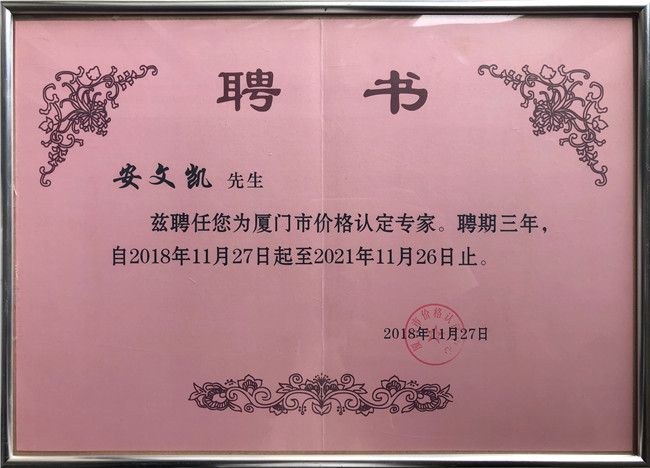 聘书
安文凯 先生
兹聘任您为厦门市价格认定专家。聘期三年，
自2018年11月27日起至2021年11月26日止。
2018年11月27日